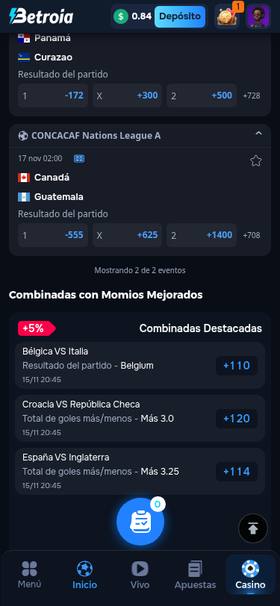 Betroia
$ 0.84 Depósito
1
Panamá
Curazao
Resultado del partido
1 -172 X +300 2 +500 +728
CONCACAF Nations League A
17 nov 02:00
Canadá
Guatemala
Resultado del partido
1 -555 X +625 2 +1400 +708
Mostrando 2 de 2 eventos
Combinadas con Momios Mejorados
+5% Combinadas Destacadas
Bélgica VS Italia
Resultado del partido - Belgium
+110
15/11 20:45
Croacla VS República Checa
Total de goles más/menos - Más 3.0
+120
15/11 20:45
España VS Inglaterra
Total de goles más/menos - Más 3.25
+114
15/11 20:45
0
Menú Inicio Vivo Apuestas Casino